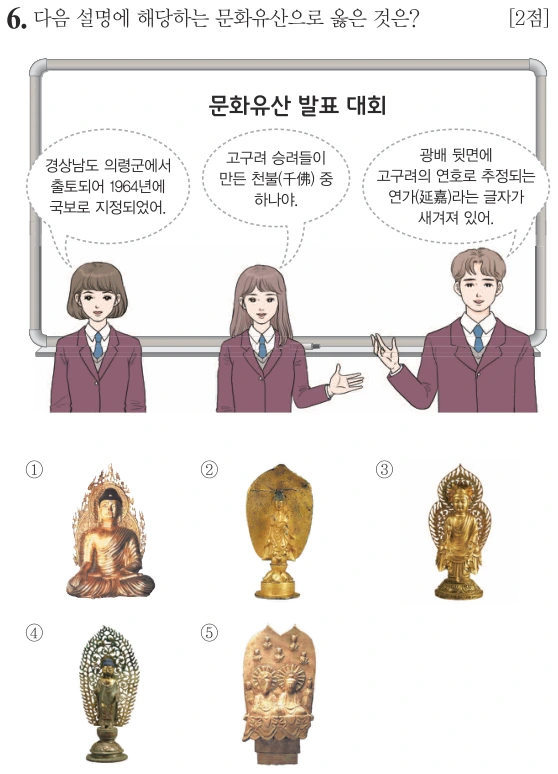 6. 다음 설명에 해당하는 문화유산으로 옳은 것은? [2점]
문화유산 발표 대회
경상남도 의령군에서
출토되어 1964년에
국보로 지정되었어.
고구려 승려들이
만든 천불(千佛) 중
하나야.
광배 뒷면에
고구려의 연호로 추정되는
연가(延嘉)라는 글자가
새겨져 있어.
① ② ③
④ ⑤